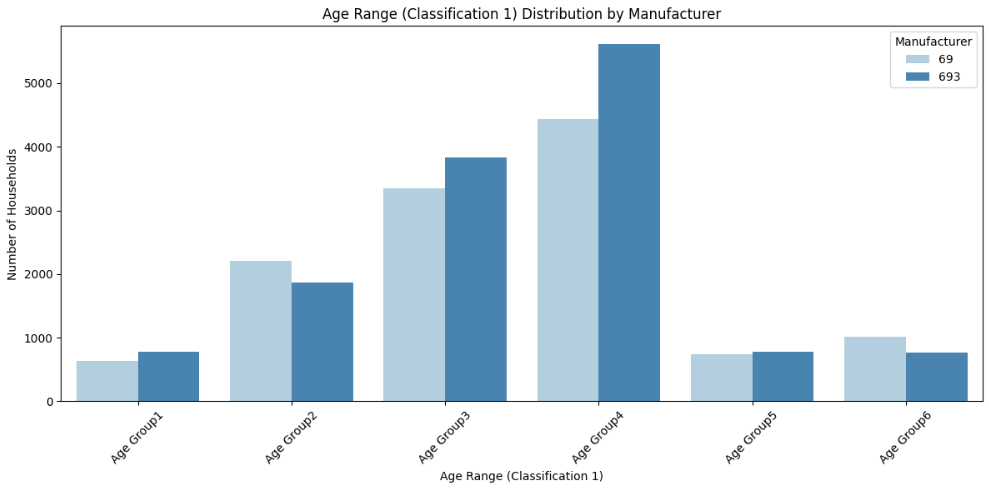 Age Range (Classification 1) Distribution by Manufacturer
Manufacturer
69
693
Number of Households
5000
4000
3000
2000
1000
0
Age Group1
Age Group2
Age Group3
Age Group4
Age Group5
Age Group6
Age Range (Classification 1)